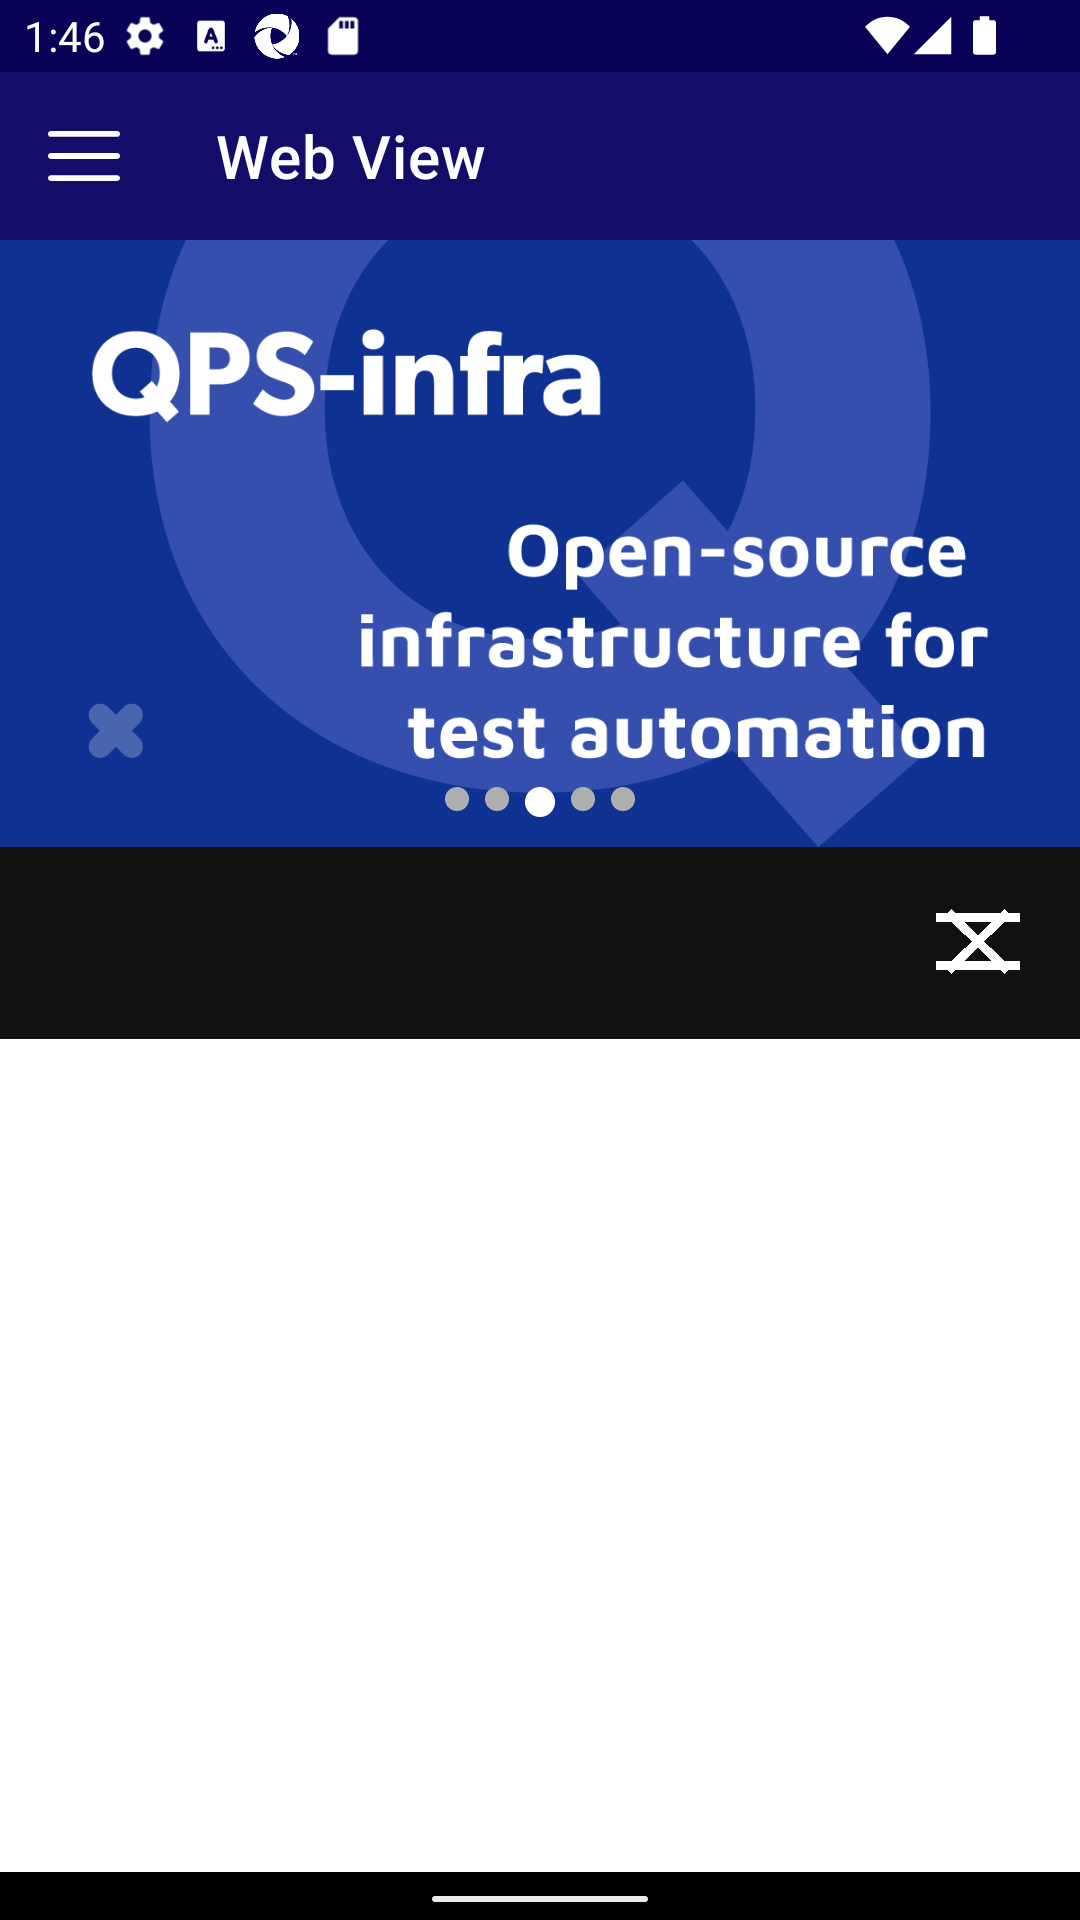 1:46
Web View
QPS-infra
Open-source
infrastructure for
test automation